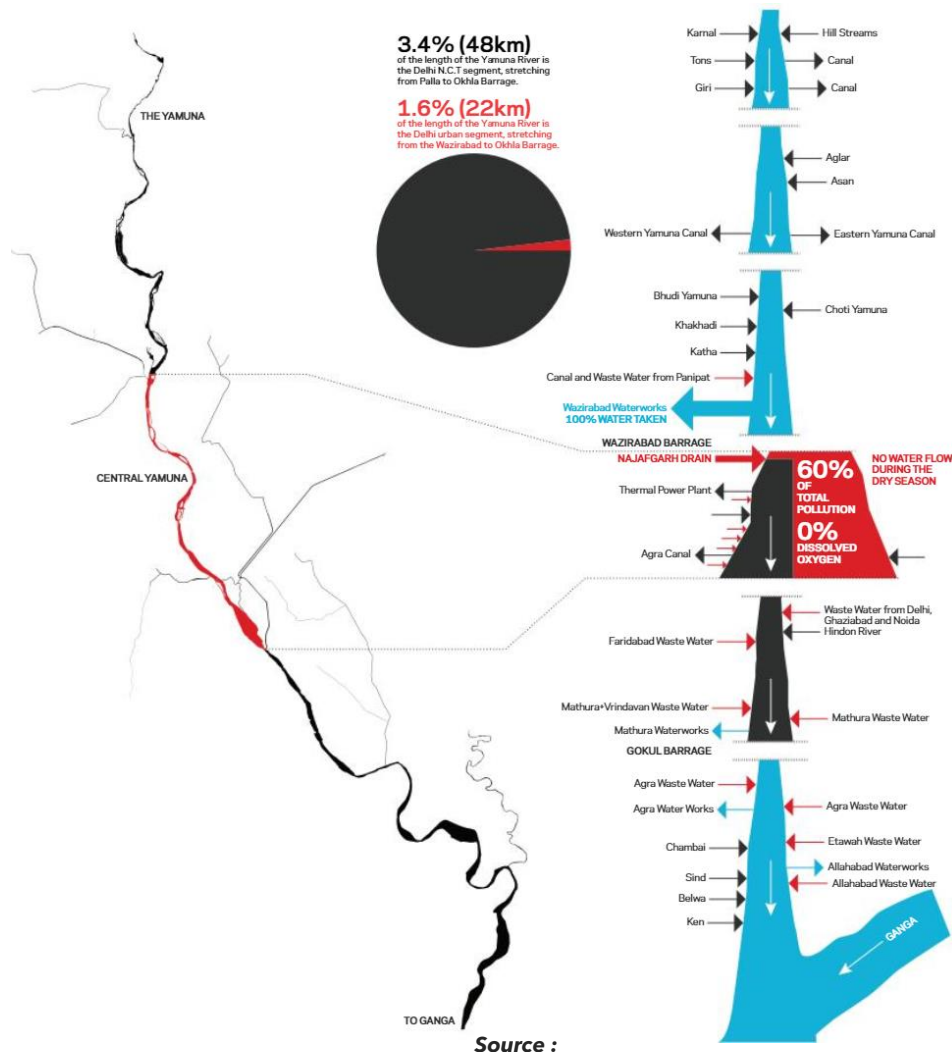 3.4% (48km)
of the length of the Yamuna River is
the Delhi N.C.T segment, stretching
from Palla to Okhla Barrage.
1.6% (22km)
of the length of the Yamuna River is
the Delhi urban segment, stretching
from the Wazirabad to Okhla Barrage.
THE YAMUNA
CENTRAL YAMUNA
TO GANGA
Karnal
Hill Streams
Tons
Canal
Giri
Canal
Aglar
Asan
Western Yamuna Canal
Eastern Yamuna Canal
Bhudi Yamuna
Choti Yamuna
Khakhadi
Katha
Canal and Waste Water from Panipat
Wazirabad Waterworks
100% WATER TAKEN
WAZIRABAD BARRAGE
NAJAFGARH DRAIN
NO WATER FLOW
DURING THE
DRY SEASON
60%
OF
TOTAL
POLLUTION
0%
DISSOLVED
OXYGEN
Thermal Power Plant
Agra Canal
Waste Water from Delhi,
Ghaziabad and Noida
Hindon River
Faridabad Waste Water
Mathura+Vrindavan Waste Water
Mathura Waste Water
Mathura Waterworks
GOKUL BARRAGE
Agra Waste Water
Agra Waste Water
Agra Water Works
Etawah Waste Water
Chambai
Allahabad Waterworks
Sind
Allahabad Waste Water
Belwa
Ken
GANGA
Source :